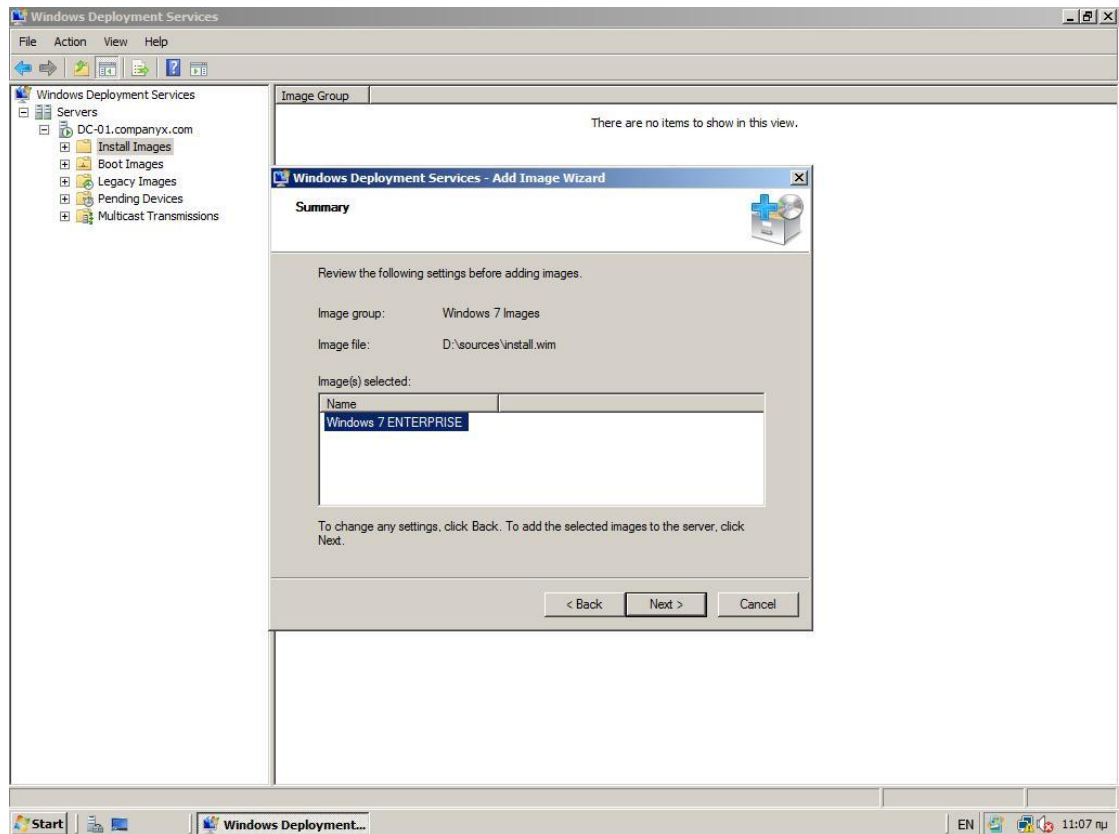 Windows Deployment Services
File Action View Help
Windows Deployment Services
Servers
DC-01.companyx.com
Install Images
Boot Images
Legacy Images
Pending Devices
Multicast Transmissions
Image Group
There are no items to show in this view.
Windows Deployment Services - Add Image Wizard
Summary
Review the following settings before adding images.
Image group: Windows 7 Images
Image file: D:\sources\install.wim
Image(s) selected:
Name
Windows 7 ENTERPRISE
To change any settings, click Back. To add the selected images to the server, click
Next.
< Back Next > Cancel
Start Windows Deployment... EN 11:07 πμ